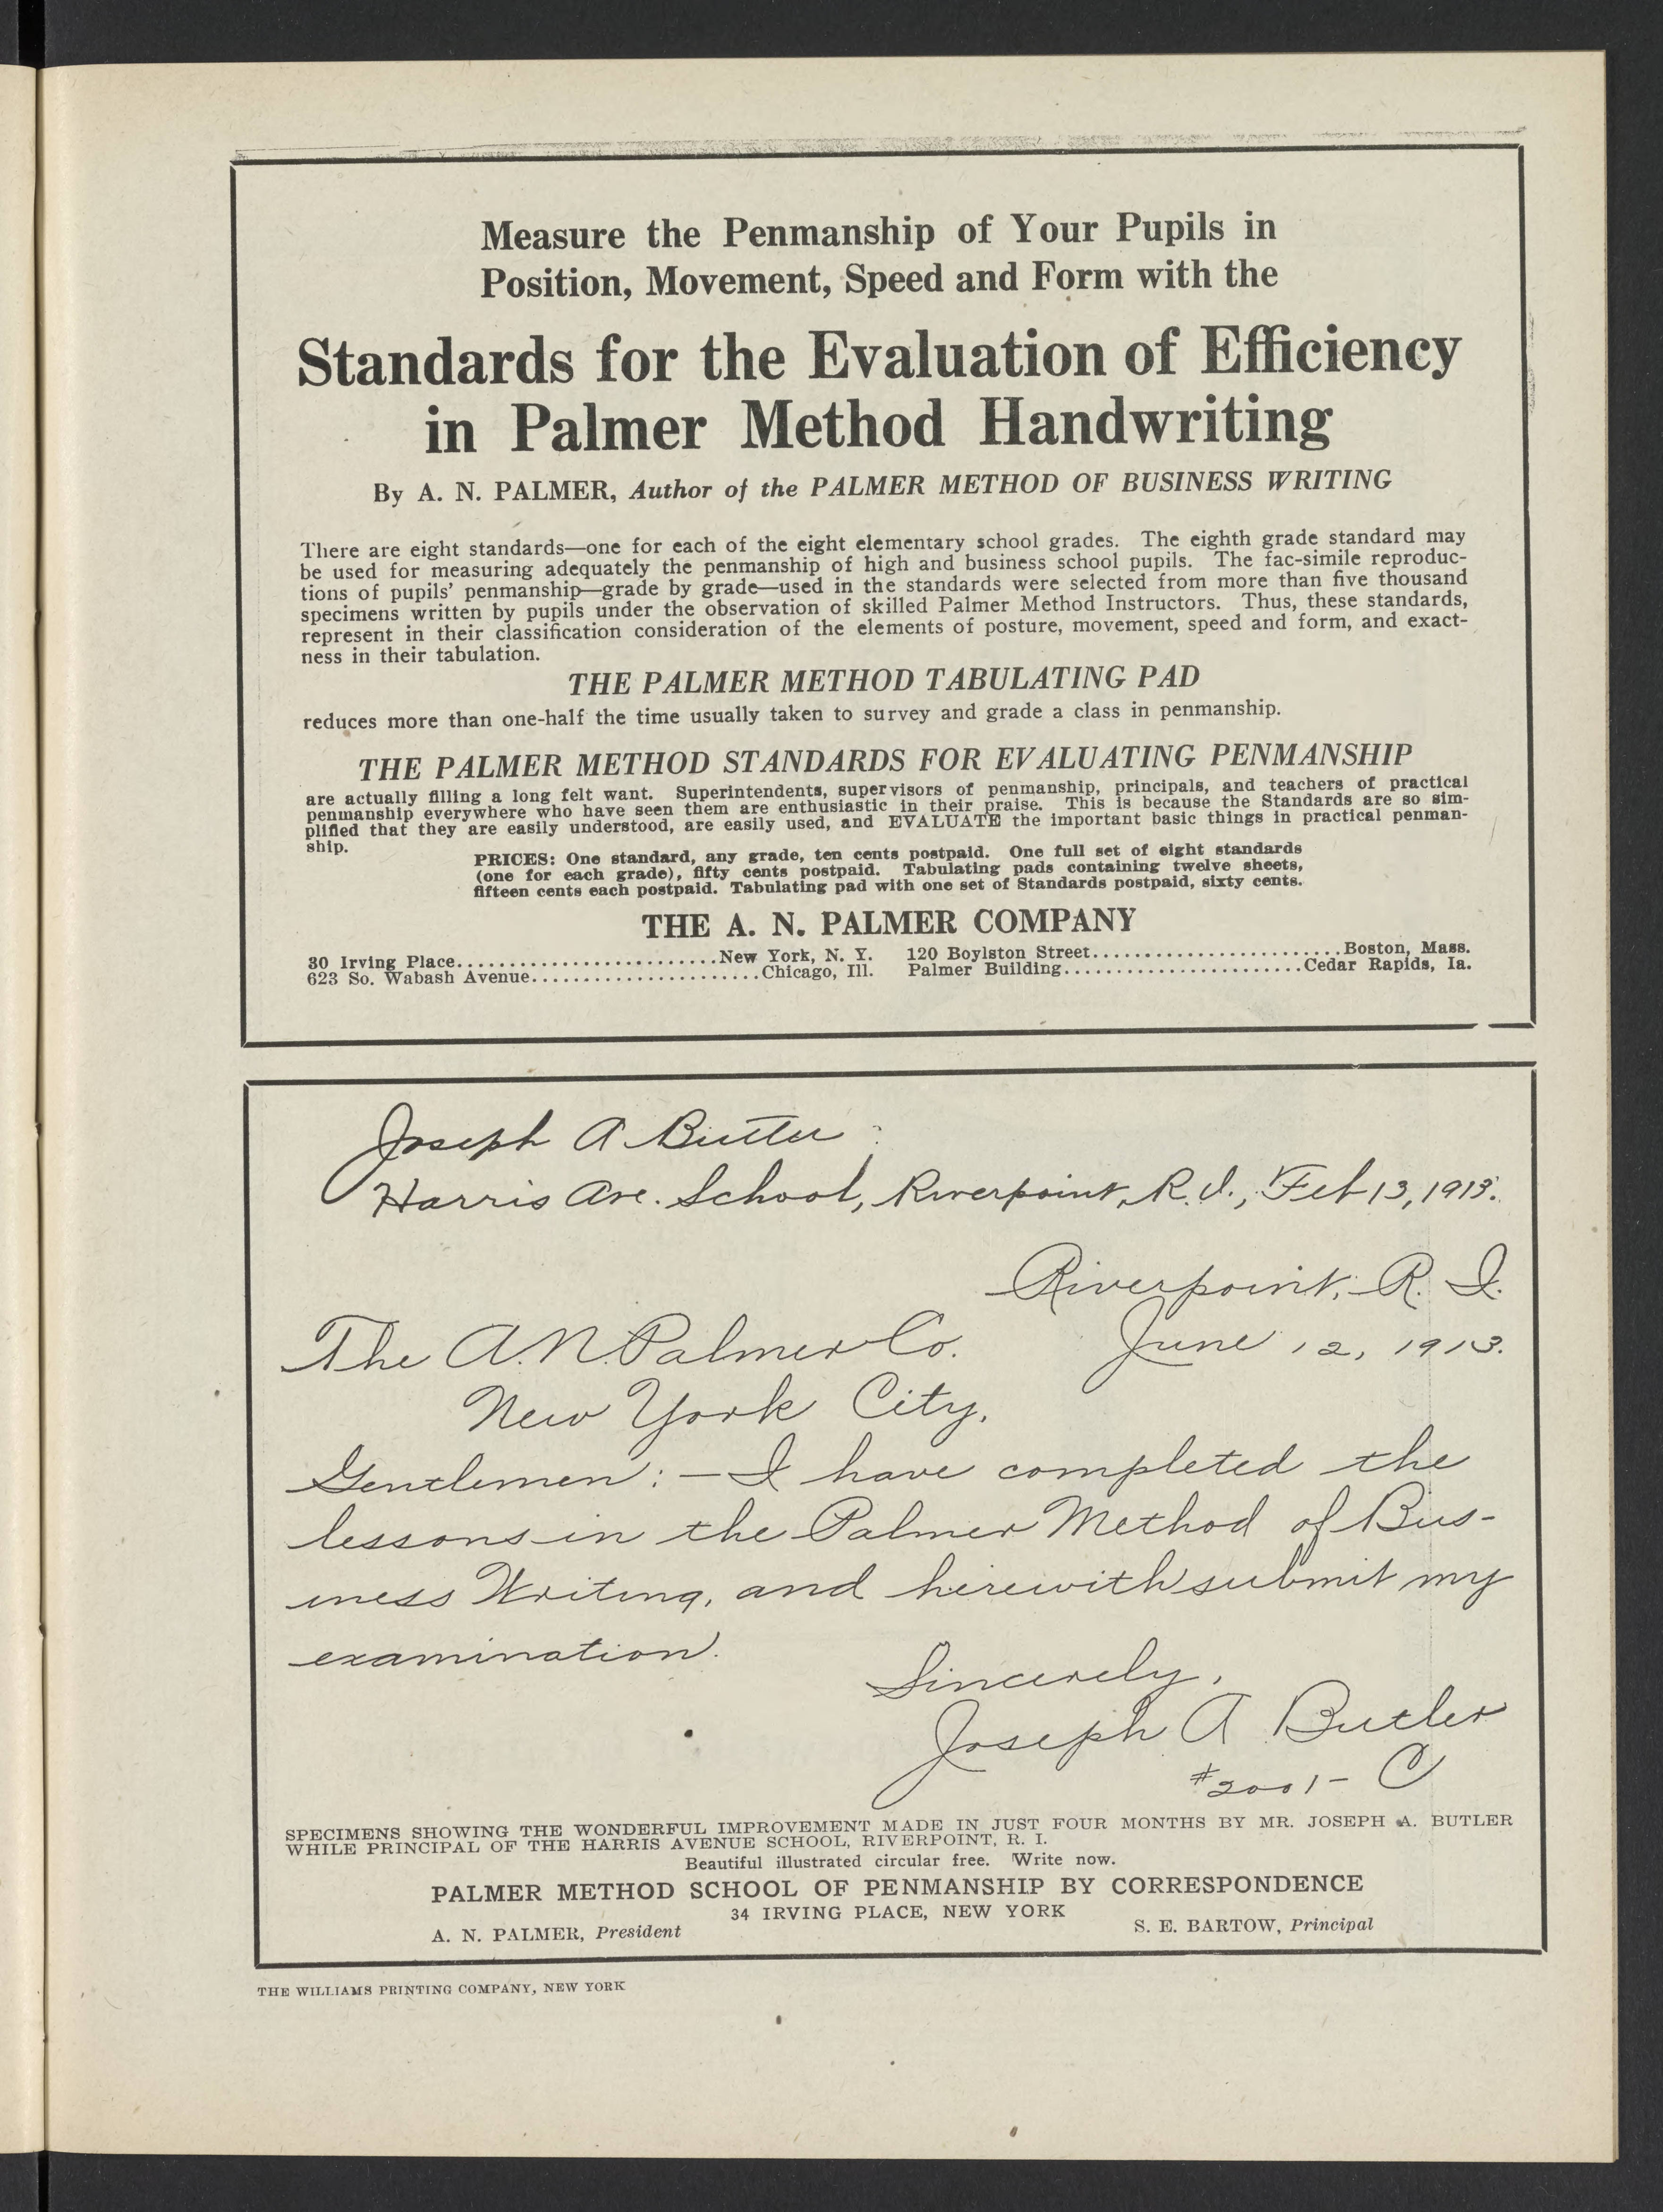 Measure the Penmanship of Your Pupils in
Position, Movement, Speed and Form with the
Standards for the Evaluation of Efficiency
in Palmer Method Handwriting
By A. N. PALMER, Author of the PALMER METHOD OF BUSINESS WRITING
There are eight standards—one for each of the eight elementary school grades. The eighth grade standard may
be used for measuring adequately the penmanship of high and business school pupils. The fac-simile reproduc-
tions of pupils' penmanship—grade by grade—used in the standards were selected from more than five thousand
specimens written by pupils under the observation of skilled Palmer Method Instructors. Thus, these standards,
represent in their classification consideration of the elements of posture, movement, speed and form, and exact-
ness in their tabulation.
THE PALMER METHOD TABULATING PAD
reduces more than one-half the time usually taken to survey and grade a class in penmanship.
THE PALMER METHOD STANDARDS FOR EVALUATING PENMANSHIP
are actually filling a long felt want. Superintendents, supervisors of penmanship, principals, and teachers of practical
penmanship everywhere who have seen them are enthusiastic in their praise. This is because the Standards are so sim-
plified that they are easily understood, are easily used, and EVALUATE the important basic things in practical penman-
ship.
PRICES: One standard, any grade, ten cents postpaid. One full set of eight standards
(one for each grade), fifty cents postpaid. Tabulating pads containing twelve sheets,
fifteen cents each postpaid. Tabulating pad with one set of Standards postpaid, sixty cents.
THE A. N. PALMER COMPANY
30 Irving Place.........................New York, N. Y. 120 Boylston Street........................Boston, Mass.
623 So. Wabash Avenue......................Chicago, Ill. Palmer Building.......................Cedar Rapids, Ia.
Joseph A Butler:
Harris Ave. School, Riverpoint, R. I., Feb 13, 1913.
Riverpoint, R. I.
The A. N. Palmer Co. June 12, 1913.
New York City.
Gentlemen: — I have completed the
lessons in the Palmer Method of Bus-
iness Writing, and herewith submit my
examination.
Sincerely,
Joseph A Butler
#2001 - C
SPECIMENS SHOWING THE WONDERFUL IMPROVEMENT MADE IN JUST FOUR MONTHS BY MR. JOSEPH A. BUTLER
WHILE PRINCIPAL OF THE HARRIS AVENUE SCHOOL, RIVERPOINT, R. I.
Beautiful illustrated circular free. Write now.
PALMER METHOD SCHOOL OF PENMANSHIP BY CORRESPONDENCE
34 IRVING PLACE, NEW YORK
A. N. PALMER, President S. E. BARTOW, Principal
THE WILLIAMS PRINTING COMPANY, NEW YORK